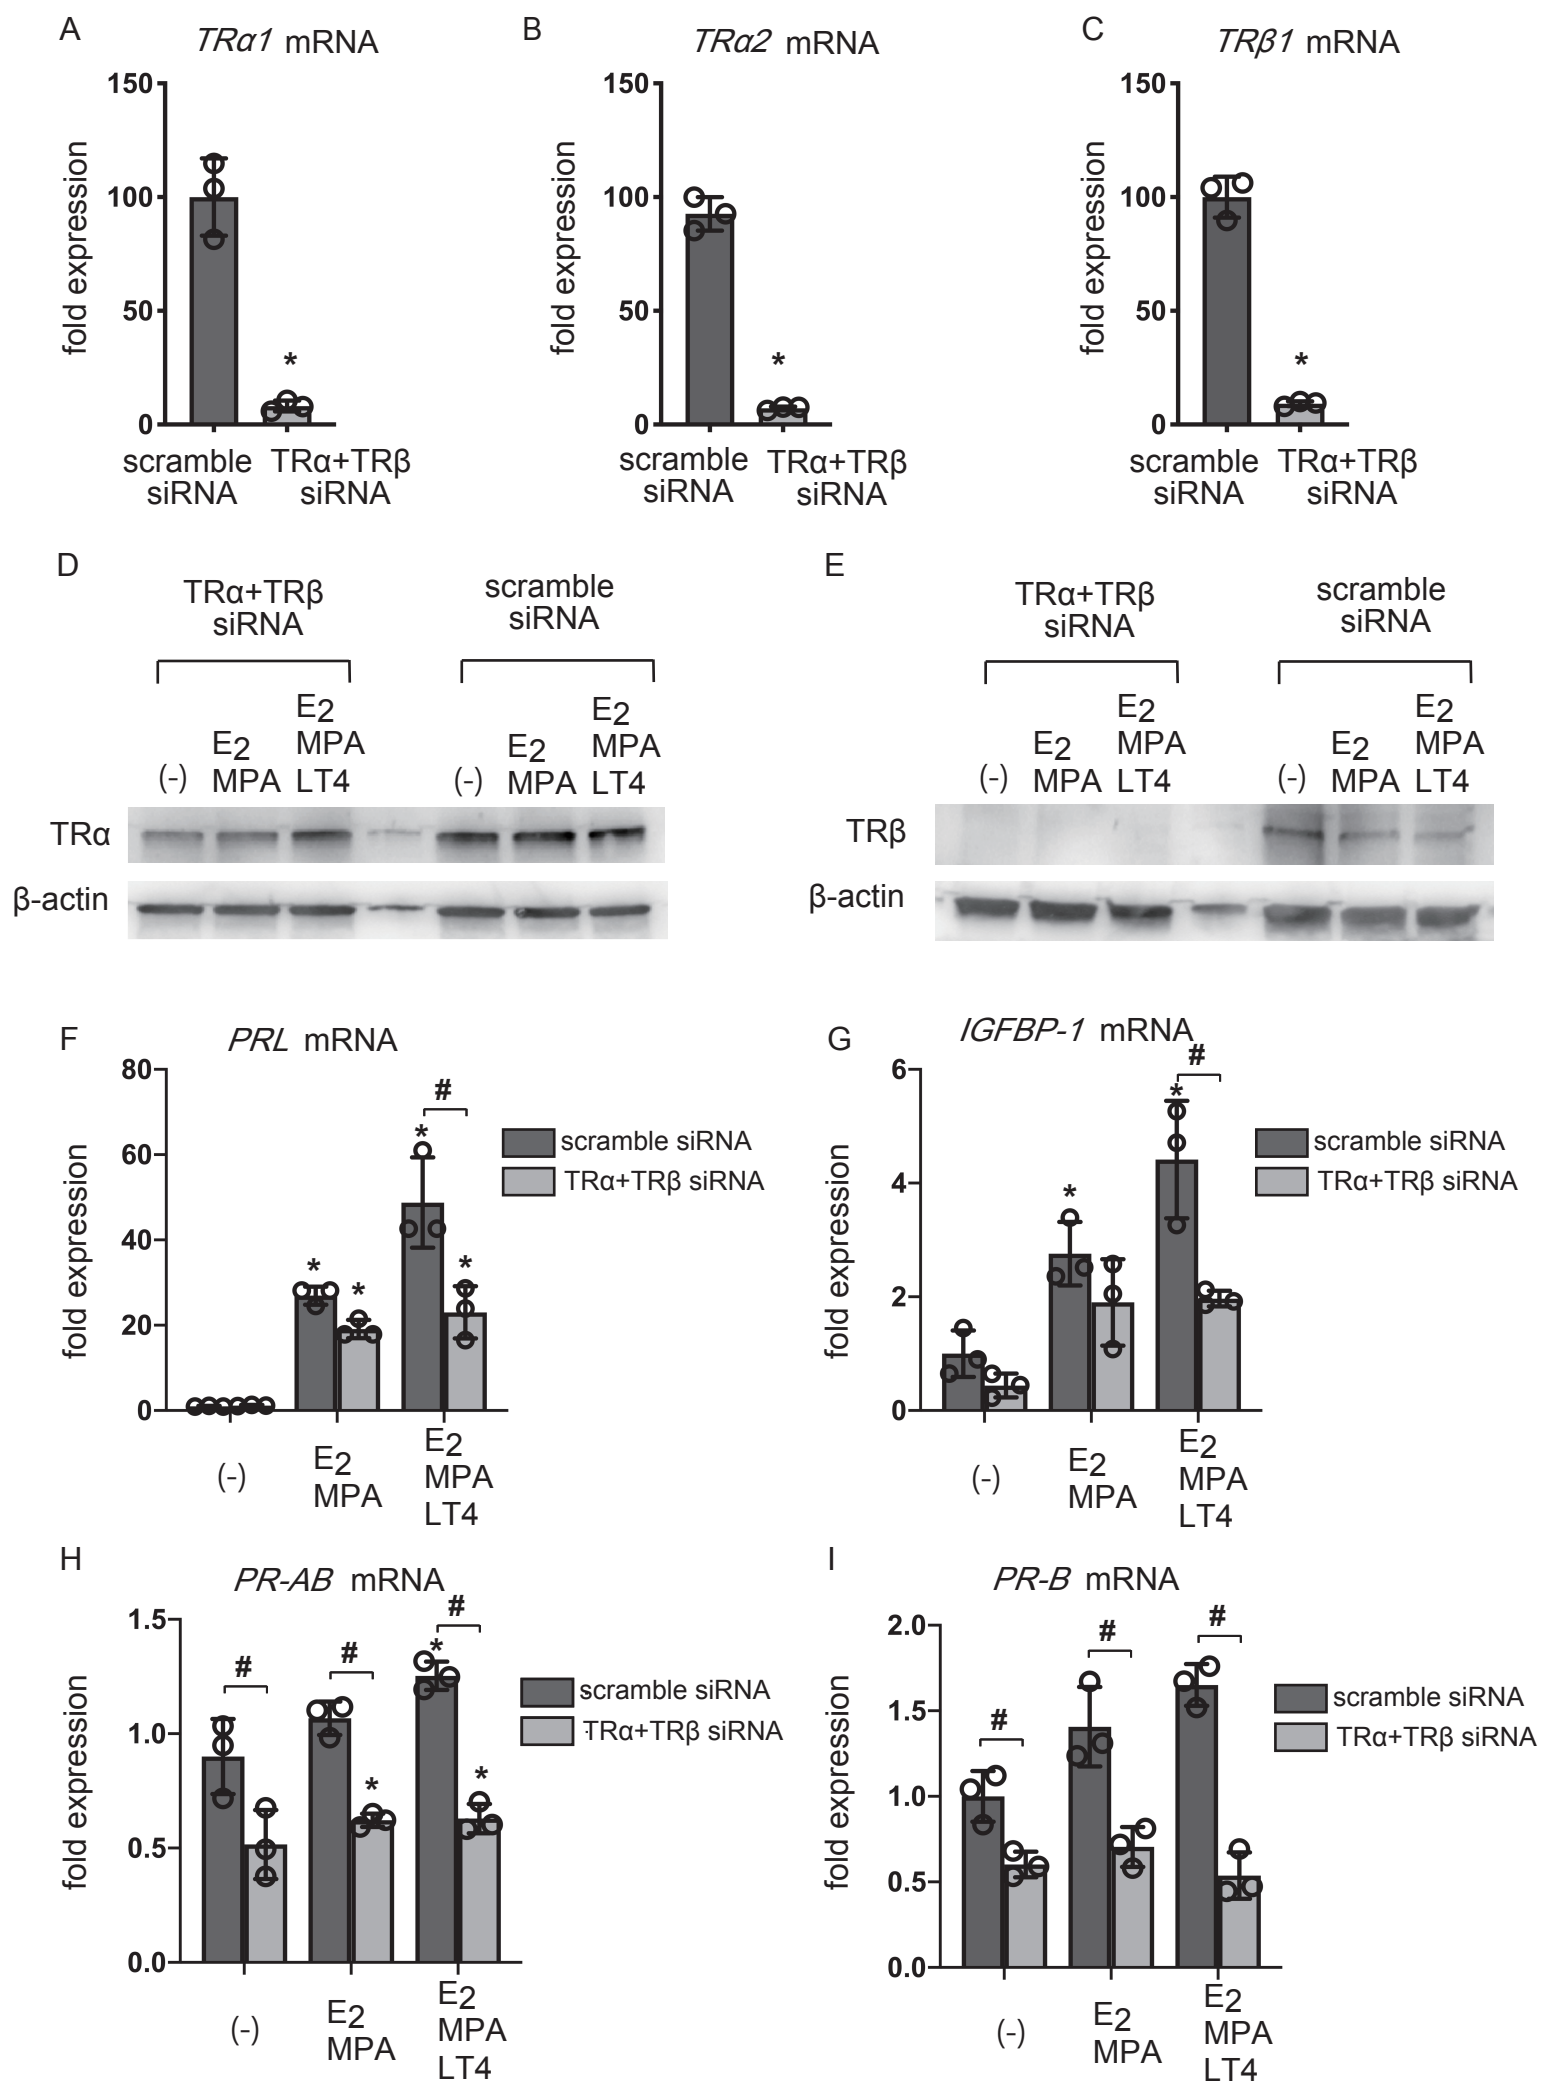 A
TRα1 mRNA
fold expression
150
100
50
0
*
scramble
siRNA
TRα+TRβ
siRNA
B
TRα2 mRNA
fold expression
150
100
50
0
*
scramble
siRNA
TRα+TRβ
siRNA
C
TRβ1 mRNA
fold expression
150
100
50
0
*
scramble
siRNA
TRα+TRβ
siRNA
D
TRα+TRβ
siRNA
scramble
siRNA
(-)
E2
MPA
E2
MPA
LT4
(-)
E2
MPA
E2
MPA
LT4
TRα
β-actin
E
TRα+TRβ
siRNA
scramble
siRNA
(-)
E2
MPA
E2
MPA
LT4
(-)
E2
MPA
E2
MPA
LT4
TRβ
β-actin
F
PRL mRNA
fold expression
80
60
40
20
0
*
*
*
*
#
scramble siRNA
TRα+TRβ siRNA
(-)
E2
MPA
E2
MPA
LT4
G
IGFBP-1 mRNA
fold expression
6
4
2
0
*
*
#
scramble siRNA
TRα+TRβ siRNA
(-)
E2
MPA
E2
MPA
LT4
H
PR-AB mRNA
fold expression
1.5
1.0
0.5
0.0
#
#
*
*
#
*
scramble siRNA
TRα+TRβ siRNA
(-)
E2
MPA
E2
MPA
LT4
I
PR-B mRNA
fold expression
2.0
1.5
1.0
0.5
0.0
#
#
#
scramble siRNA
TRα+TRβ siRNA
(-)
E2
MPA
E2
MPA
LT4